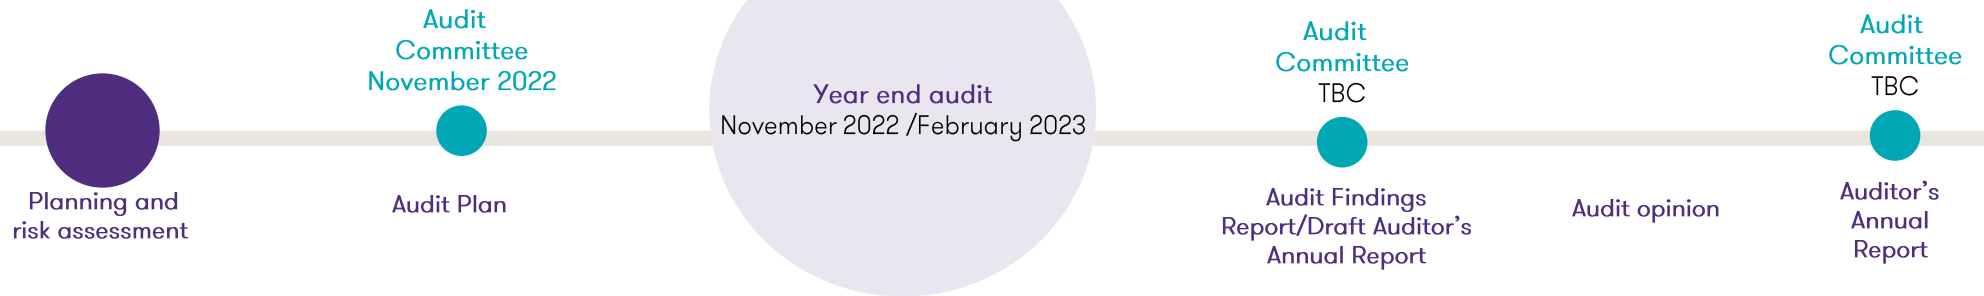 Planning and
risk assessment
Audit
Committee
November 2022
Audit Plan
Year end audit
November 2022 /February 2023
Audit
Committee
TBC
Audit Findings
Report/Draft Auditor’s
Annual Report
Audit opinion
Audit
Committee
TBC
Auditor’s
Annual
Report